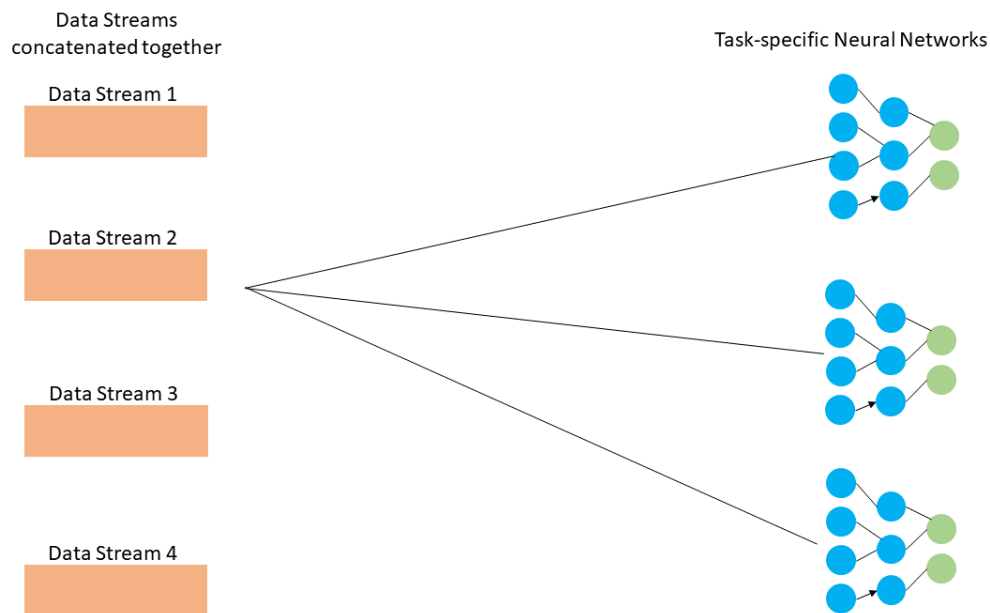 Data Streams
concatenated together
Task-specific Neural Networks
Data Stream 1
Data Stream 2
Data Stream 3
Data Stream 4